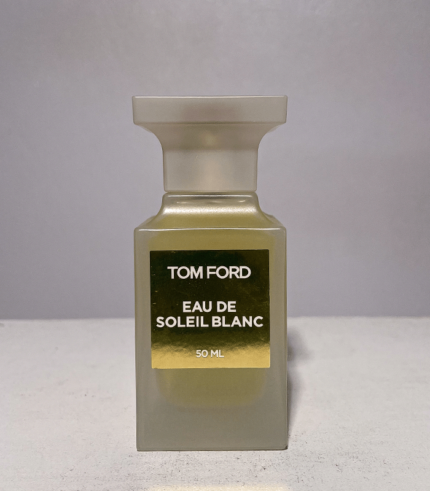 TOM FORD
EAU DE
SOLEIL BLANC
50 ML